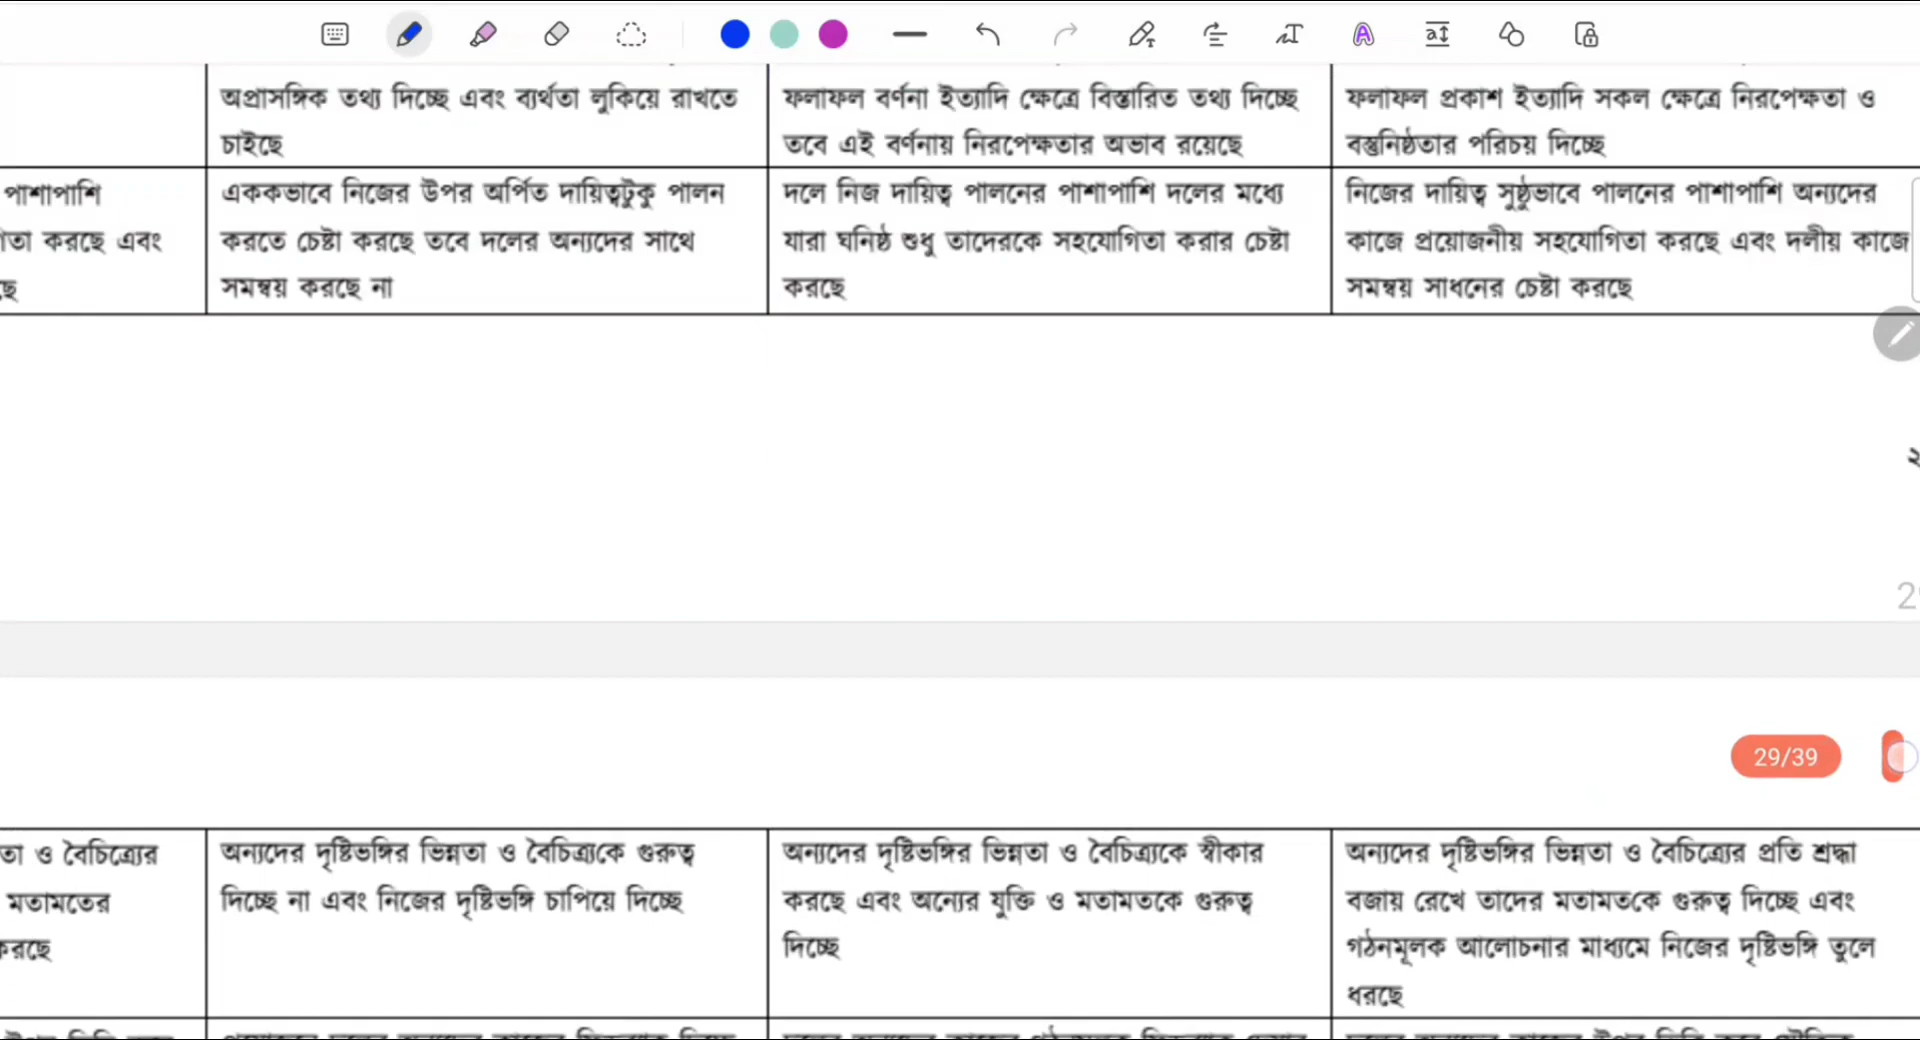 অপ্রাসঙ্গিক তথ্য দিচ্ছে এবং ব্যর্থতা লুকিয়ে রাখতে
চাইছে
ফলাফল বর্ণনা ইত্যাদি ক্ষেত্রে বিস্তারিত তথ্য দিচ্ছে
তবে এই বর্ণনায় নিরপেক্ষতার অভাব রয়েছে
ফলাফল প্রকাশ ইত্যাদি সকল ক্ষেত্রে নিরপেক্ষতা ও
বস্তুনিষ্ঠতার পরিচয় দিচ্ছে
পাশাপাশি
করছে এবং
এককভাবে নিজের উপর অর্পিত দায়িত্বটুকু পালন
করতে চেষ্টা করছে তবে দলের অন্যদের সাথে
সমন্বয় করছে না
দলে নিজ দায়িত্ব পালনের পাশাপাশি দলের মধ্যে
যারা ঘনিষ্ঠ শুধু তাদেরকে সহযোগিতা করার চেষ্টা
করছে
নিজের দায়িত্ব সুষ্ঠুভাবে পালনের পাশাপাশি অন্যদের
কাজে প্রয়োজনীয় সহযোগিতা করছে এবং দলীয় কাজে
সমন্বয় সাধনের চেষ্টা করছে
29/39
ও বৈচিত্র্যের
মতামতের
করছে
অন্যদের দৃষ্টিভঙ্গির ভিন্নতা ও বৈচিত্র্যকে গুরুত্ব
দিচ্ছে না এবং নিজের দৃষ্টিভঙ্গি চাপিয়ে দিচ্ছে
অন্যদের দৃষ্টিভঙ্গির ভিন্নতা ও বৈচিত্র্যকে স্বীকার
করছে এবং অন্যের যুক্তি ও মতামতকে গুরুত্ব
দিচ্ছে
অন্যদের দৃষ্টিভঙ্গির ভিন্নতা ও বৈচিত্র্যের প্রতি শ্রদ্ধা
বজায় রেখে তাদের মতামতকে গুরুত্ব দিচ্ছে এবং
গঠনমূলক আলোচনার মাধ্যমে নিজের দৃষ্টিভঙ্গি তুলে
ধরছে